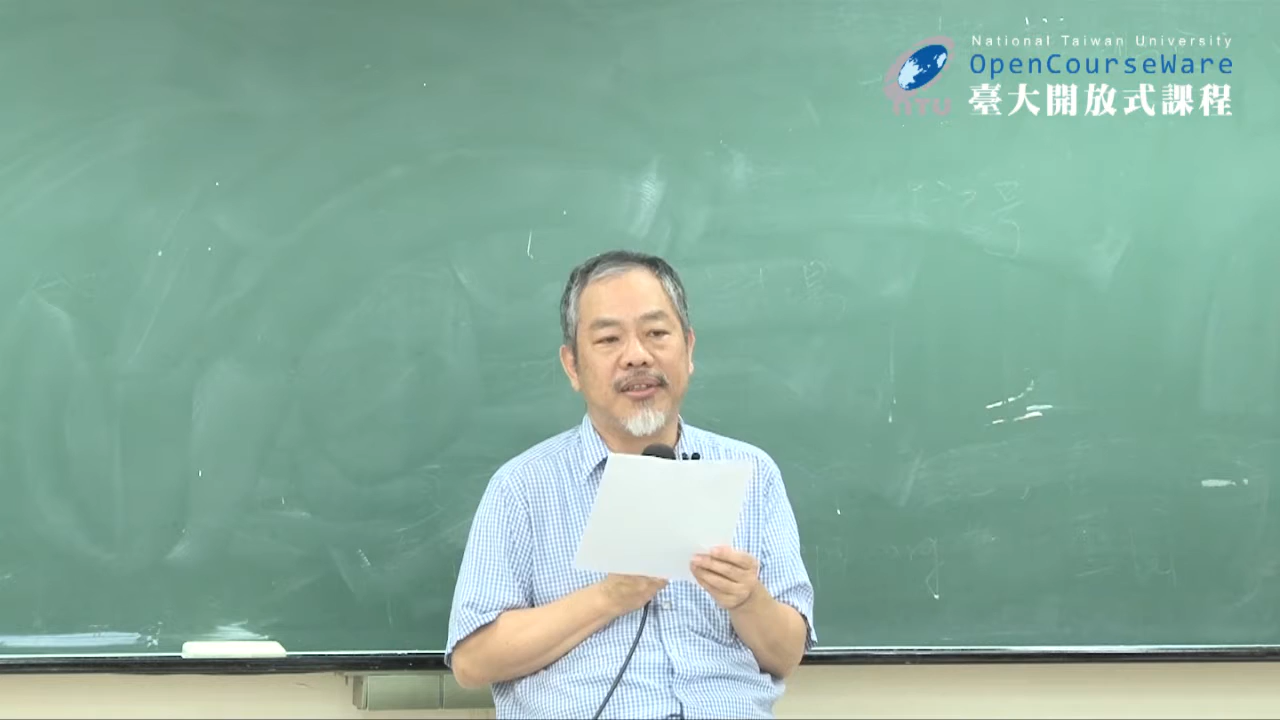 National Taiwan University
OpenCourseWare
NTU
臺大開放式課程